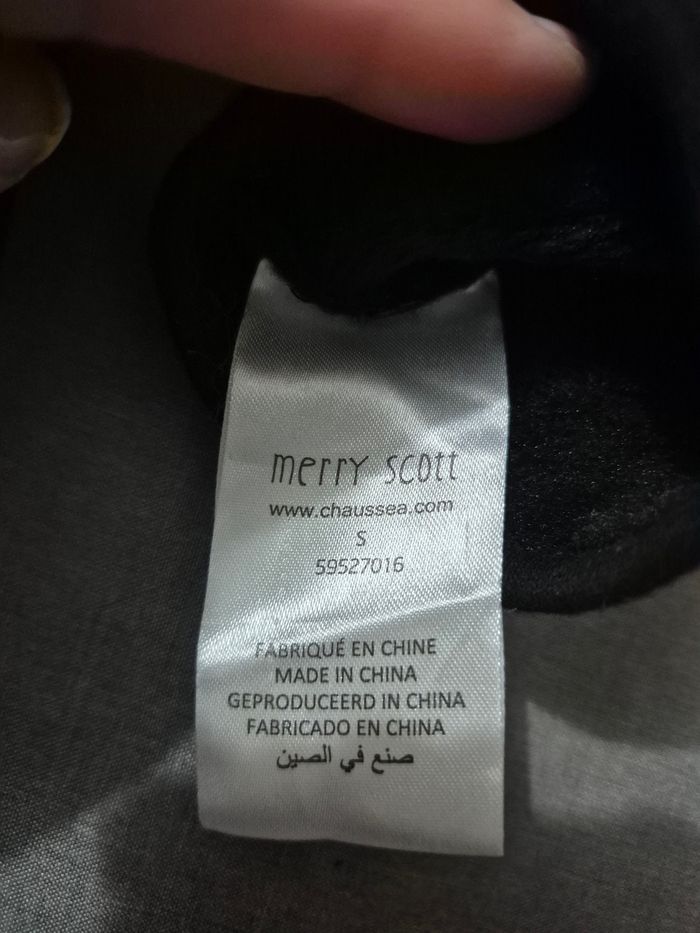 merry scott
www.chaussea.com
S
59527016
FABRIQUÉ EN CHINE
MADE IN CHINA
GEPRODUCEERD IN CHINA
FABRICADO EN CHINA
صنع في الصين